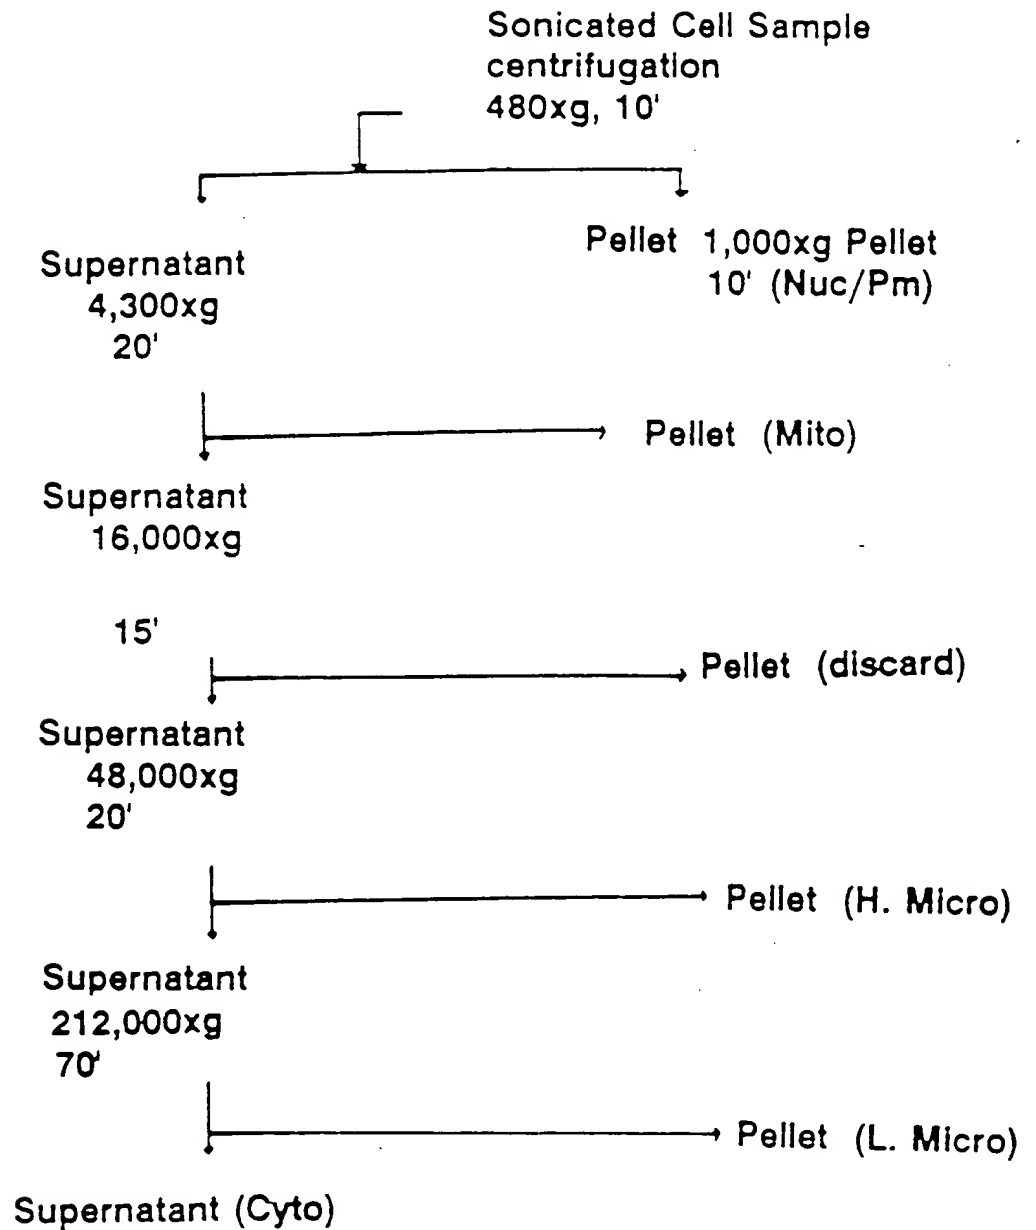 Sonicated Cell Sample
centrifugation
480xg, 10'
Supernatant
4,300xg
20'
Pellet 1,000xg Pellet
10' (Nuc/Pm)
Pellet (Mito)
Supernatant
16,000xg
15'
Pellet (discard)
Supernatant
48,000xg
20'
Pellet (H. Micro)
Supernatant
212,000xg
70'
Pellet (L. Micro)
Supernatant (Cyto)